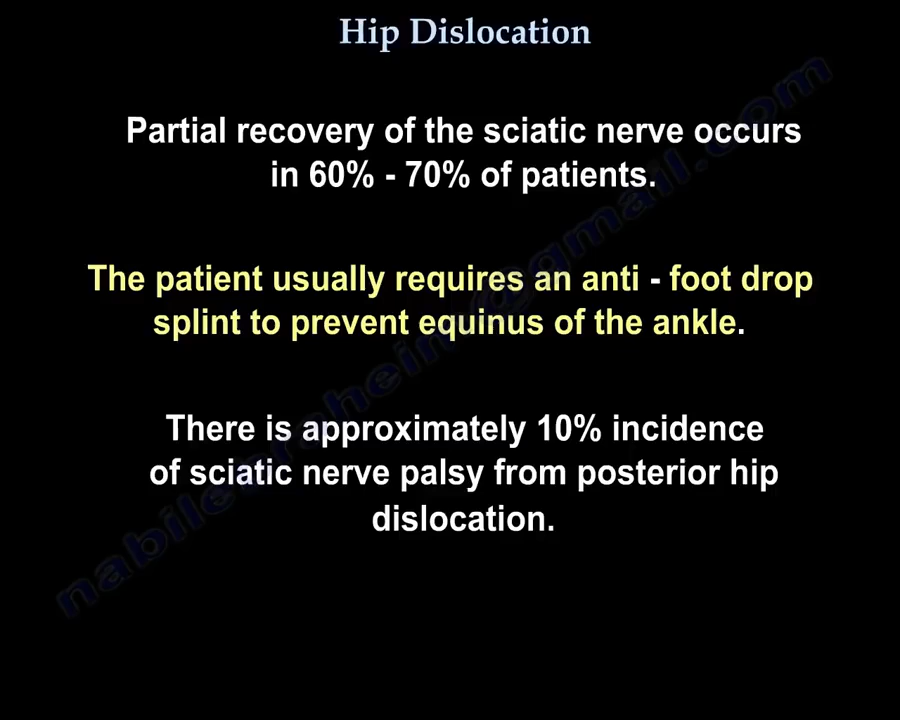 Hip Dislocation
Partial recovery of the sciatic nerve occurs
in 60% - 70% of patients.
The patient usually requires an anti - foot drop
splint to prevent equinus of the ankle.
There is approximately 10% incidence
of sciatic nerve palsy from posterior hip
dislocation.